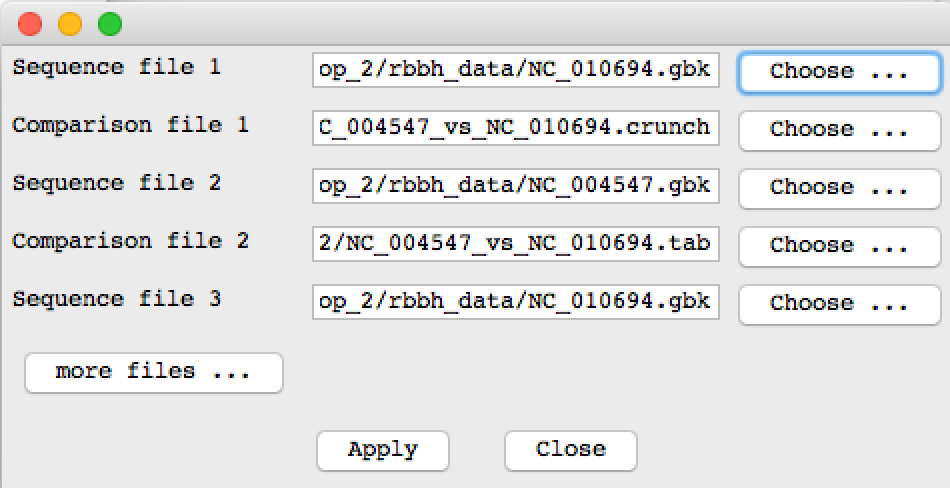 Sequence file 1 op_2/rbbh_data/NC_010694.gbk Choose ...
Comparison file 1 C_004547_vs_NC_010694.crunch Choose ...
Sequence file 2 op_2/rbbh_data/NC_004547.gbk Choose ...
Comparison file 2 2/NC_004547_vs_NC_010694.tab Choose ...
Sequence file 3 op_2/rbbh_data/NC_010694.gbk Choose ...
more files ...
Apply Close